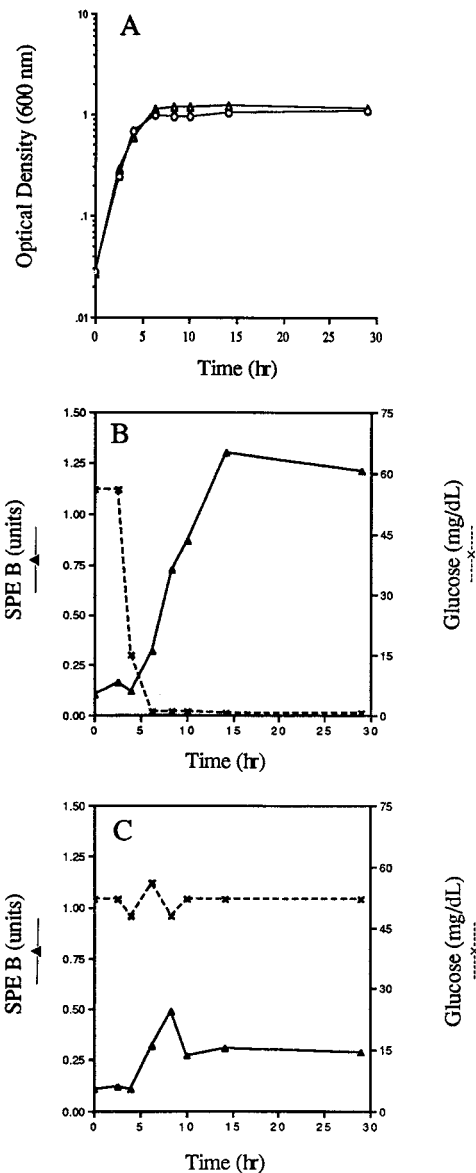 A
10
1
.1
.01
Optical Density (600 nm)
0 5 10 15 20 25 30
Time (hr)
B
1.50
1.25
1.00
0.75
0.50
0.25
0.00
SPE B (units)
75
60
45
30
15
0
Glucose (mg/dL)
0 5 10 15 20 25 30
Time (hr)
C
1.50
1.25
1.00
0.75
0.50
0.25
0.00
SPE B (units)
75
60
45
30
15
0
Glucose (mg/dL)
0 5 10 15 20 25 30
Time (hr)